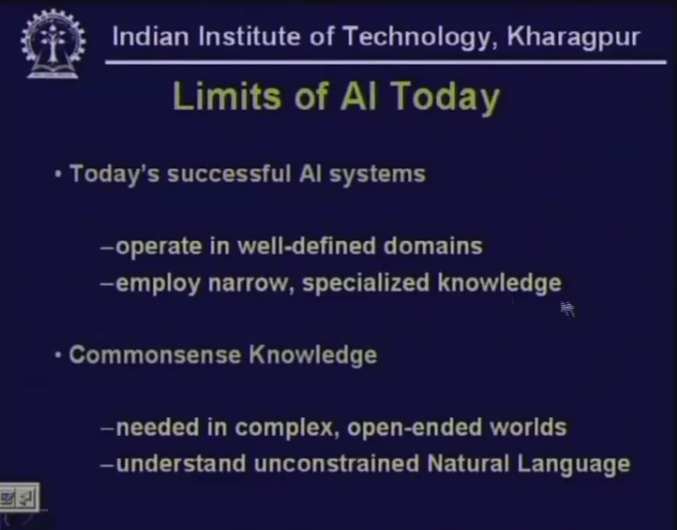 Indian Institute of Technology, Kharagpur
Limits of AI Today
• Today's successful AI systems
–operate in well-defined domains
–employ narrow, specialized knowledge
• Commonsense Knowledge
–needed in complex, open-ended worlds
–understand unconstrained Natural Language